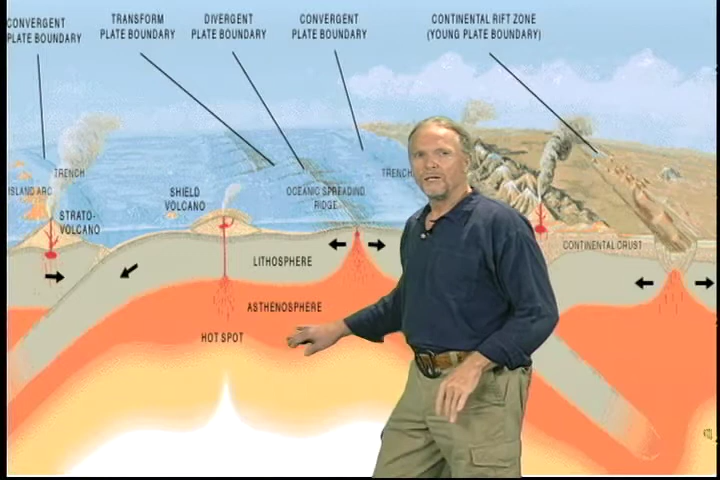 CONVERGENT
PLATE BOUNDARY
TRANSFORM
PLATE BOUNDARY
DIVERGENT
PLATE BOUNDARY
CONVERGENT
PLATE BOUNDARY
CONTINENTAL RIFT ZONE
(YOUNG PLATE BOUNDARY)
TRENCH
ISLAND ARC
STRATO-
VOLCANO
SHIELD
VOLCANO
OCEANIC SPREADING
RIDGE
TRENCH
LITHOSPHERE
CONTINENTAL CRUST
ASTHENOSPHERE
HOT SPOT